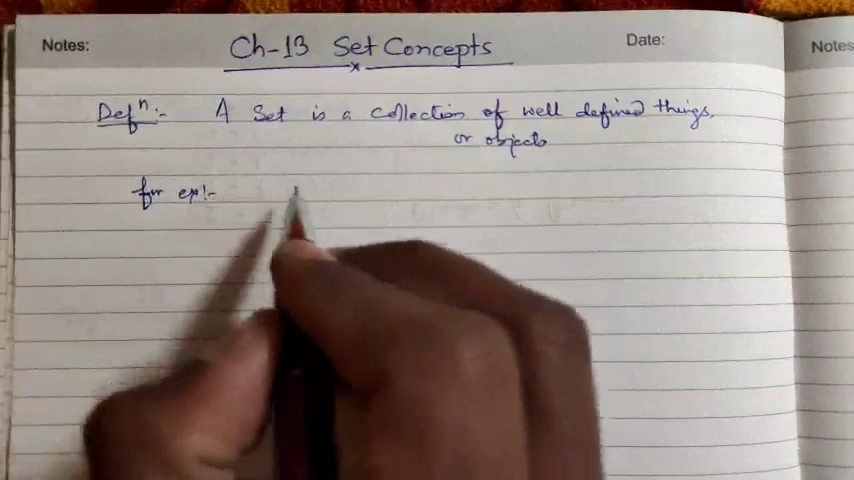 Notes:
Ch-13 Set Concepts
Date:
Notes
Defn:- A Set is a collection of well defined things,
or objects
for ex!:-